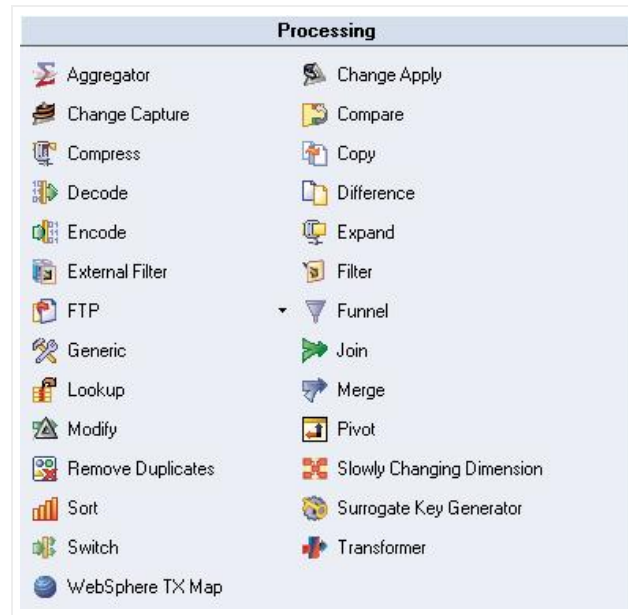 Processing
Aggregator
Change Apply
Change Capture
Compare
Compress
Copy
Decode
Difference
Encode
Expand
External Filter
Filter
FTP
Funnel
Generic
Join
Lookup
Merge
Modify
Pivot
Remove Duplicates
Slowly Changing Dimension
Sort
Surrogate Key Generator
Switch
Transformer
WebSphere TX Map